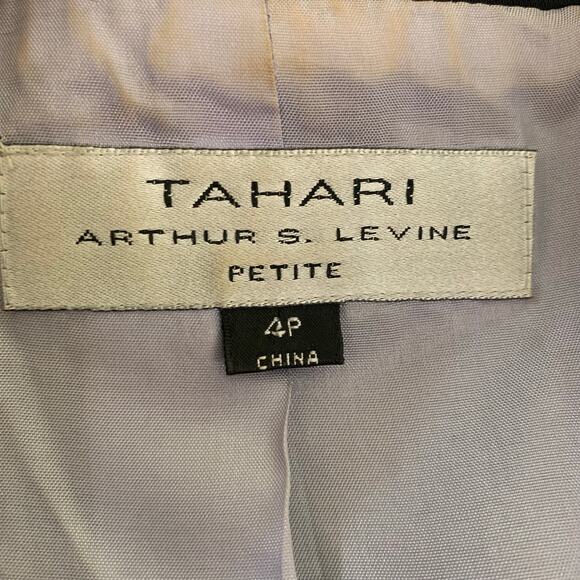 TAHARI
ARTHUR S. LEVINE
PETITE
4P
CHINA